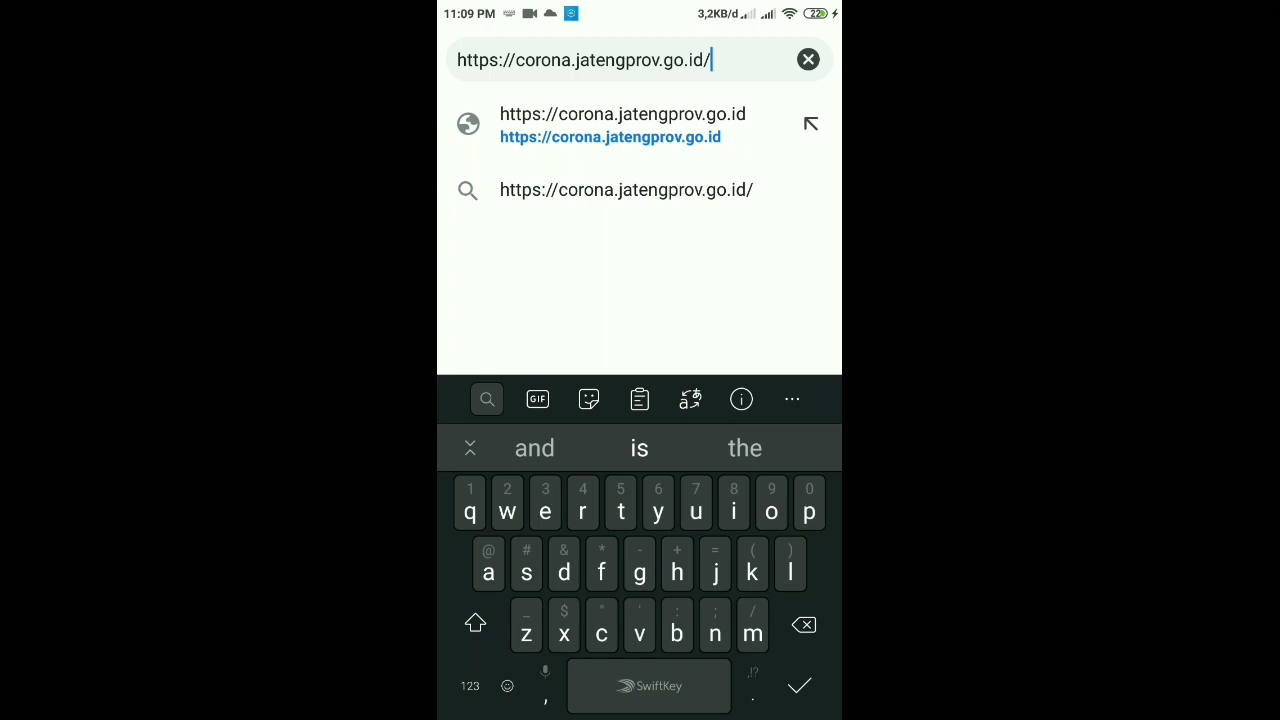 11:09 PM 3,2KB/d 22
https://corona.jatengprov.go.id/
https://corona.jatengprov.go.id
https://corona.jatengprov.go.id
https://corona.jatengprov.go.id/
GIF
and is the
1 2 3 4 5 6 7 8 9 0
q w e r t y u i o p
@ # & * - + = ( )
a s d f g h j k l
_ $ " ' : ; /
z x c v b n m
,!?
123 , SwiftKey .